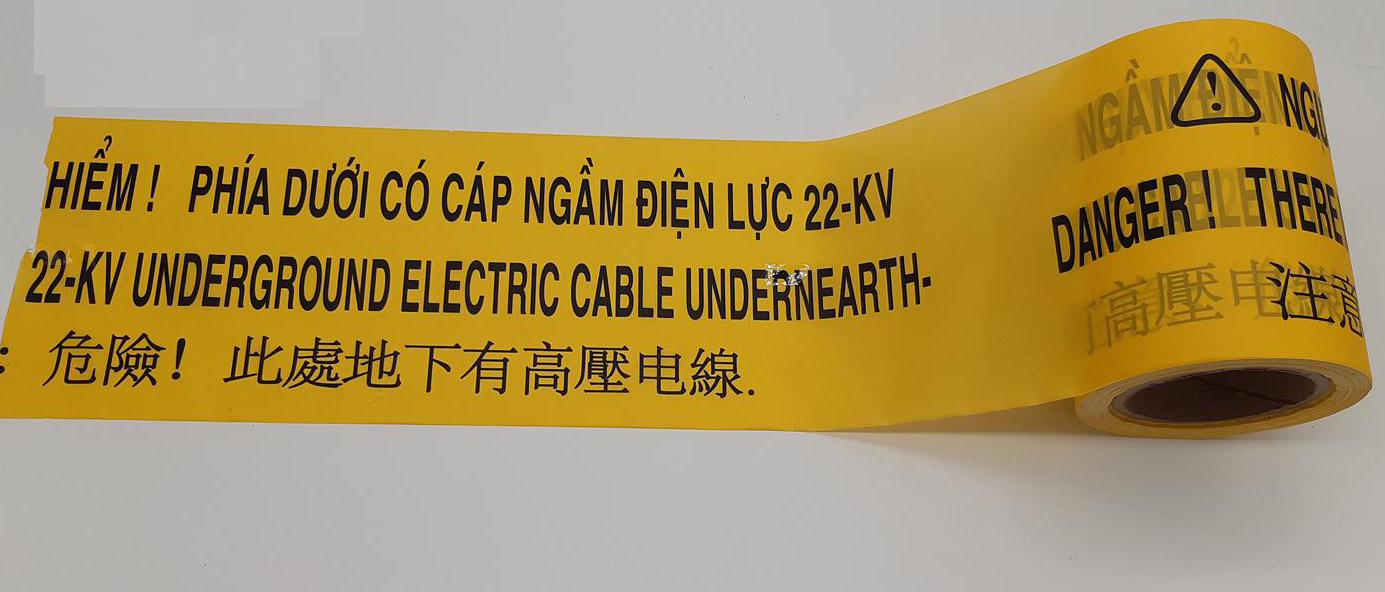 HIỂM ! PHÍA DƯỚI CÓ CÁP NGẦM ĐIỆN LỰC 22-KV
22-KV UNDERGROUND ELECTRIC CABLE UNDERNEARTH-
: 危險! 此處地下有高壓电線.
NGẦM ĐIỆN
DANGER ! THERE
高壓电
注意